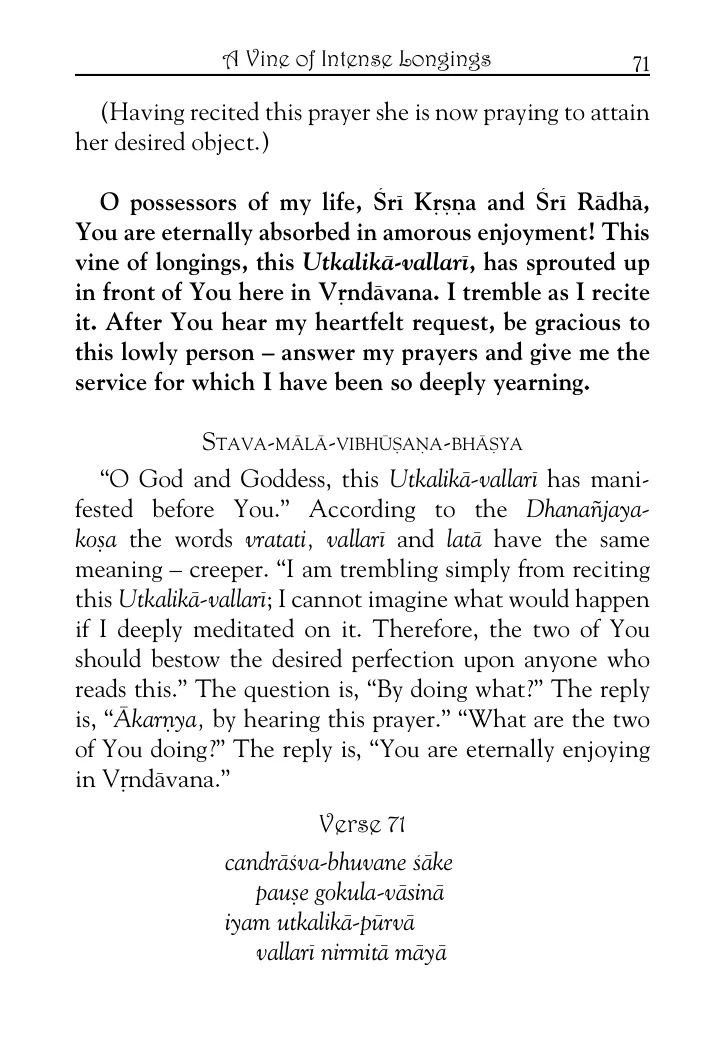 A Vine of Intense Longings 71
(Having recited this prayer she is now praying to attain
her desired object.)
O possessors of my life, Śrī Kṛṣṇa and Śrī Rādhā,
You are eternally absorbed in amorous enjoyment! This
vine of longings, this Utkalikā-vallarī, has sprouted up
in front of You here in Vṛndāvana. I tremble as I recite
it. After You hear my heartfelt request, be gracious to
this lowly person – answer my prayers and give me the
service for which I have been so deeply yearning.
Stava-mālā-vibhūṣaṇa-bhāṣya
“O God and Goddess, this Utkalikā-vallarī has mani-
fested before You.” According to the Dhanañjaya-
koṣa the words vratati, vallarī and latā have the same
meaning – creeper. “I am trembling simply from reciting
this Utkalikā-vallarī; I cannot imagine what would happen
if I deeply meditated on it. Therefore, the two of You
should bestow the desired perfection upon anyone who
reads this.” The question is, “By doing what?” The reply
is, “Ākarṇya, by hearing this prayer.” “What are the two
of You doing?” The reply is, “You are eternally enjoying
in Vṛndāvana.”
Verse 71
candrāśva-bhuvane śāke
pauṣe gokula-vāsinā
iyam utkalikā-pūrvā
vallarī nirmitā māyā